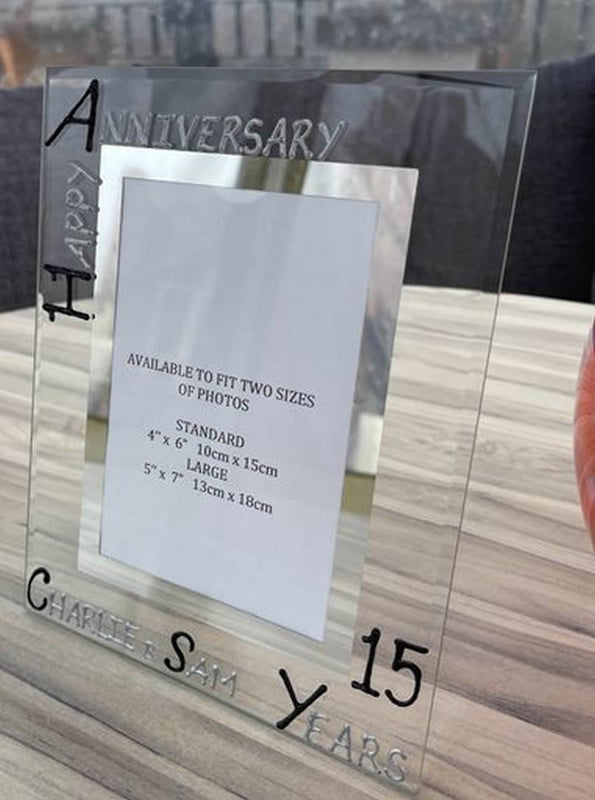 HAPPY
ANNIVERSARY
AVAILABLE TO FIT TWO SIZES
OF PHOTOS
STANDARD
4" x 6" 10cm x 15cm
LARGE
5" x 7" 13cm x 18cm
CHARLIE & SAM
15
YEARS